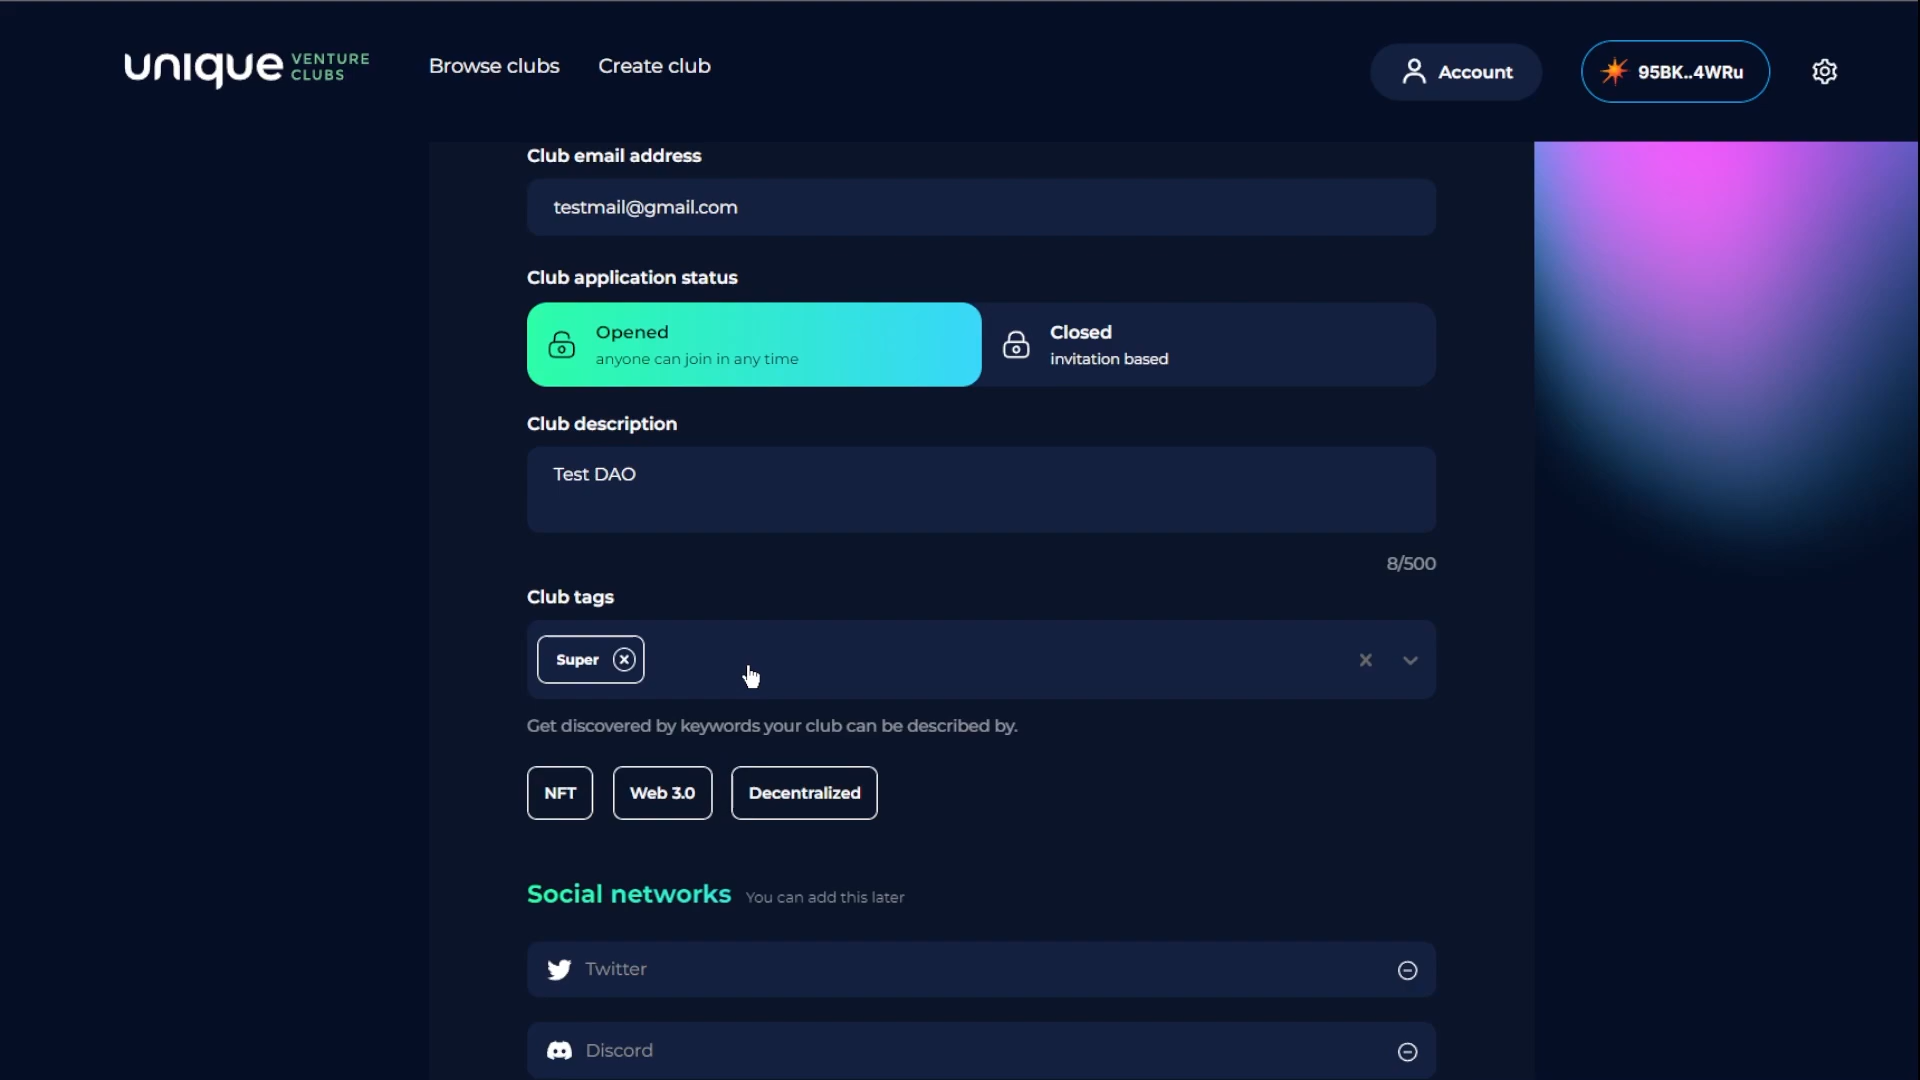 unique VENTURE CLUBS
Browse clubs
Create club
Account
95BK..4WRu
Club email address
testmail@gmail.com
Club application status
Opened
anyone can join in any time
Closed
invitation based
Club description
Test DAO
8/500
Club tags
Super
Get discovered by keywords your club can be described by.
NFT
Web 3.0
Decentralized
Social networks You can add this later
Twitter
Discord